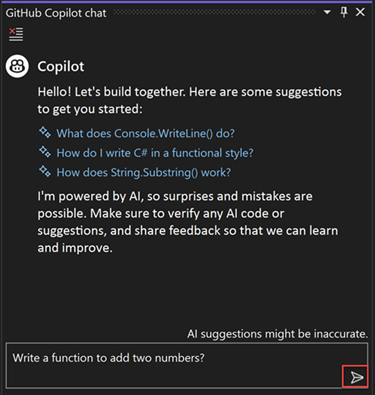 GitHub Copilot chat
Copilot
Hello! Let's build together. Here are some suggestions
to get you started:
What does Console.WriteLine() do?
How do I write C# in a functional style?
How does String.Substring() work?
I'm powered by AI, so surprises and mistakes are
possible. Make sure to verify any AI code or
suggestions, and share feedback so that we can learn
and improve.
AI suggestions might be inaccurate.
Write a function to add two numbers?